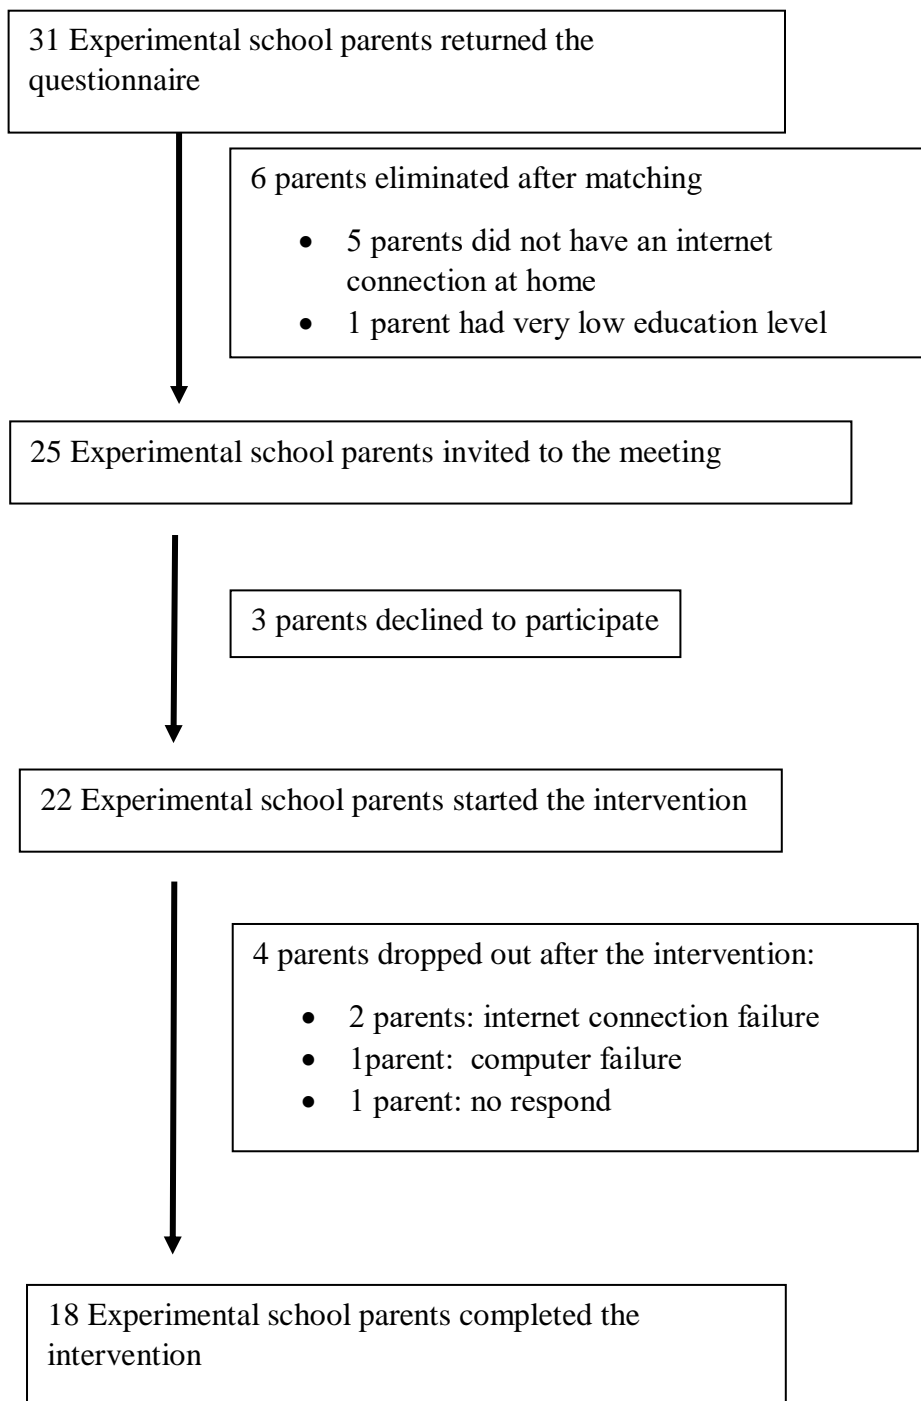 31 Experimental school parents returned the
questionnaire
6 parents eliminated after matching
• 5 parents did not have an internet
connection at home
• 1 parent had very low education level
25 Experimental school parents invited to the meeting
3 parents declined to participate
22 Experimental school parents started the intervention
4 parents dropped out after the intervention:
• 2 parents: internet connection failure
• 1parent:  computer failure
• 1 parent: no respond
18 Experimental school parents completed the
intervention